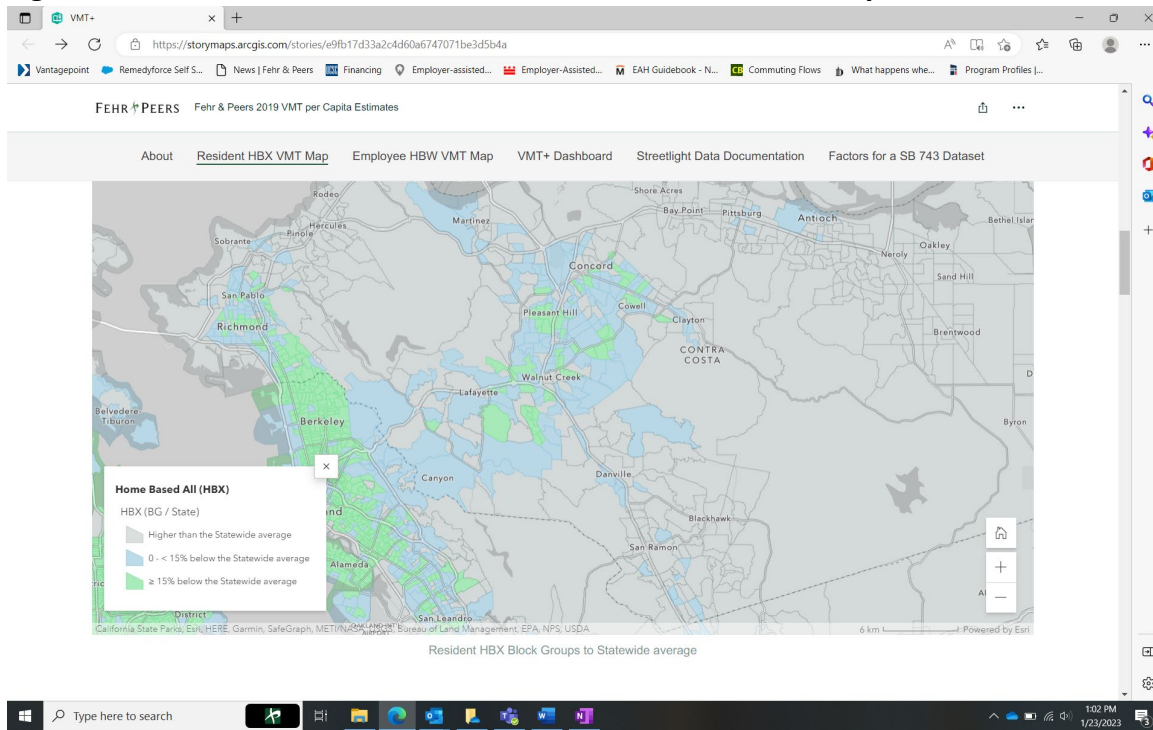 VMT+
https://storymaps.arcgis.com/stories/e9fb17d33a2c4d60a6747071be3d5b4a
Vantagepoint Remedyforce Self S... News | Fehr & Peers Financing Employer-assisted... Employer-Assisted... EAH Guidebook - N... Commuting Flows What happens whe... Program Profiles |...
FEHR PEERS Fehr & Peers 2019 VMT per Capita Estimates
About Resident HBX VMT Map Employee HBW VMT Map VMT+ Dashboard Streetlight Data Documentation Factors for a SB 743 Dataset
Rodeo
Shore Acres
Bay Point
Pittsburg
Antioch
Bethel Islan
Martinez
Hercules
Pinole
Sobrante
Oakley
Neroly
Concord
Sand Hill
San Pablo
Cowell
Pleasant Hill
Clayton
Richmond
Brentwood
CONTRA
COSTA
Walnut Creek
D
Lafayette
Belvedere
Tiburon
Berkeley
Byron
Canyon
Danville
Blackhawk
San Ramon
Home Based All (HBX)
HBX (BG / State)
Higher than the Statewide average
0 - < 15% below the Statewide average
≥ 15% below the Statewide average
nd
Alameda
District
San Leandro
California State Parks, Esri, HERE, Garmin, SafeGraph, METI/NASA, USGS, Bureau of Land Management, EPA, NPS, USDA
6 km
Powered by Esri
Resident HBX Block Groups to Statewide average
Type here to search
1:02 PM
1/23/2023